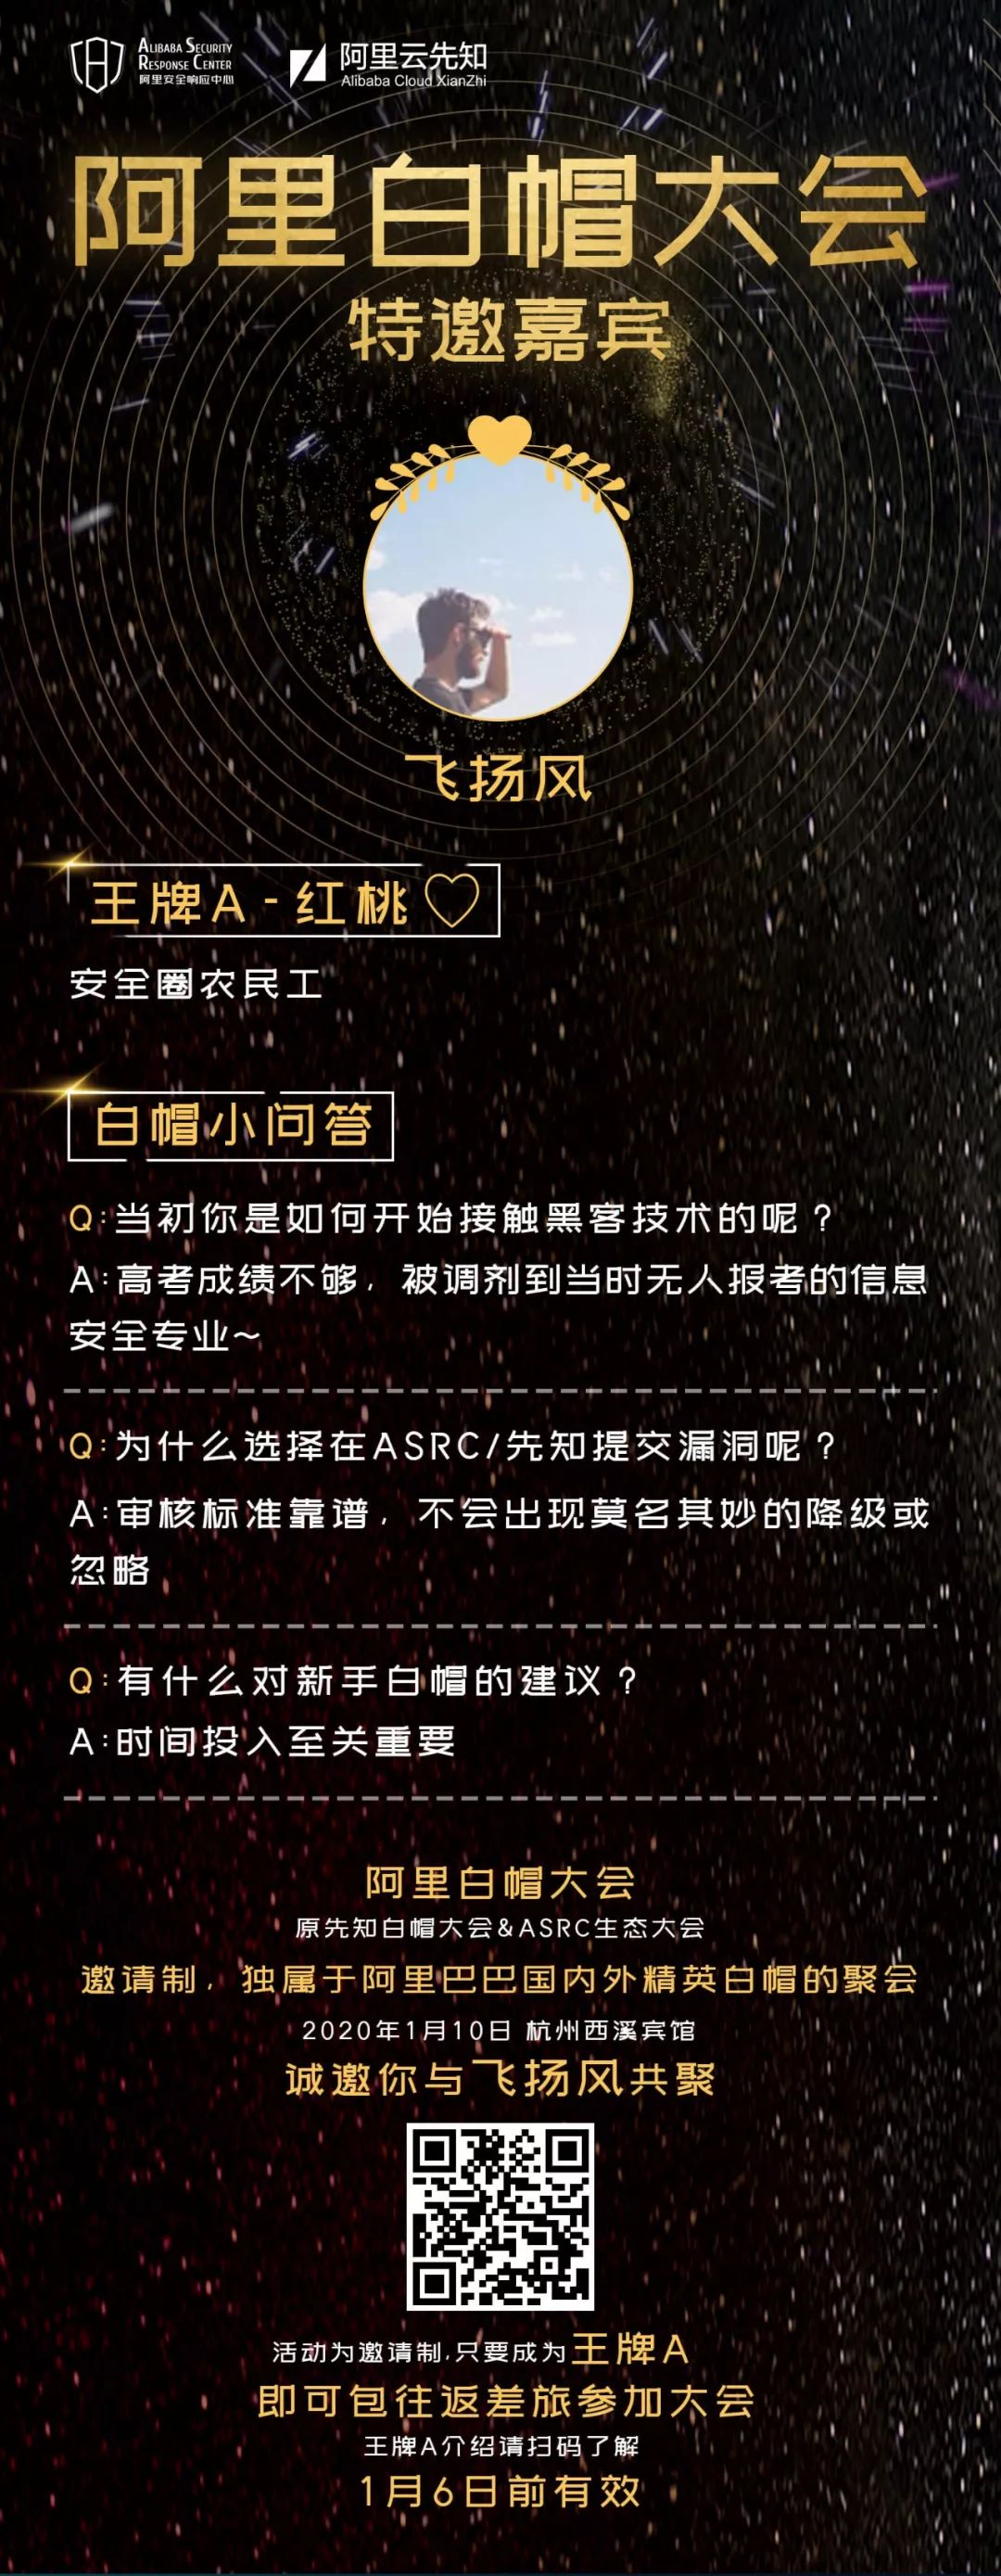 ALIBABA SECURITY
RESPONSE CENTER
阿里安全响应中心
阿里云先知
Alibaba Cloud XianZhi
阿里白帽大会
特邀嘉宾
飞扬风
王牌A-红桃
安全圈农民工
白帽小问答
Q:当初你是如何开始接触黑客技术的呢？
A:高考成绩不够，被调剂到当时无人报考的信息
安全专业~
Q:为什么选择在ASRC/先知提交漏洞呢？
A:审核标准靠谱，不会出现莫名其妙的降级或
忽略
"
Q:有什么对新手白帽的建议？
A:时间投入至关重要
阿里白帽大会
原先知白帽大会&ASRC生态大会
邀请制，独属于阿里巴巴国内外精英白帽的聚会
2020年1月10日 杭州西溪宾馆
诚邀你与飞扬风共聚
活动为邀请制,只要成为王牌A
即可包往返差旅参加大会
王牌A介绍请扫码了解
1月6日前有效